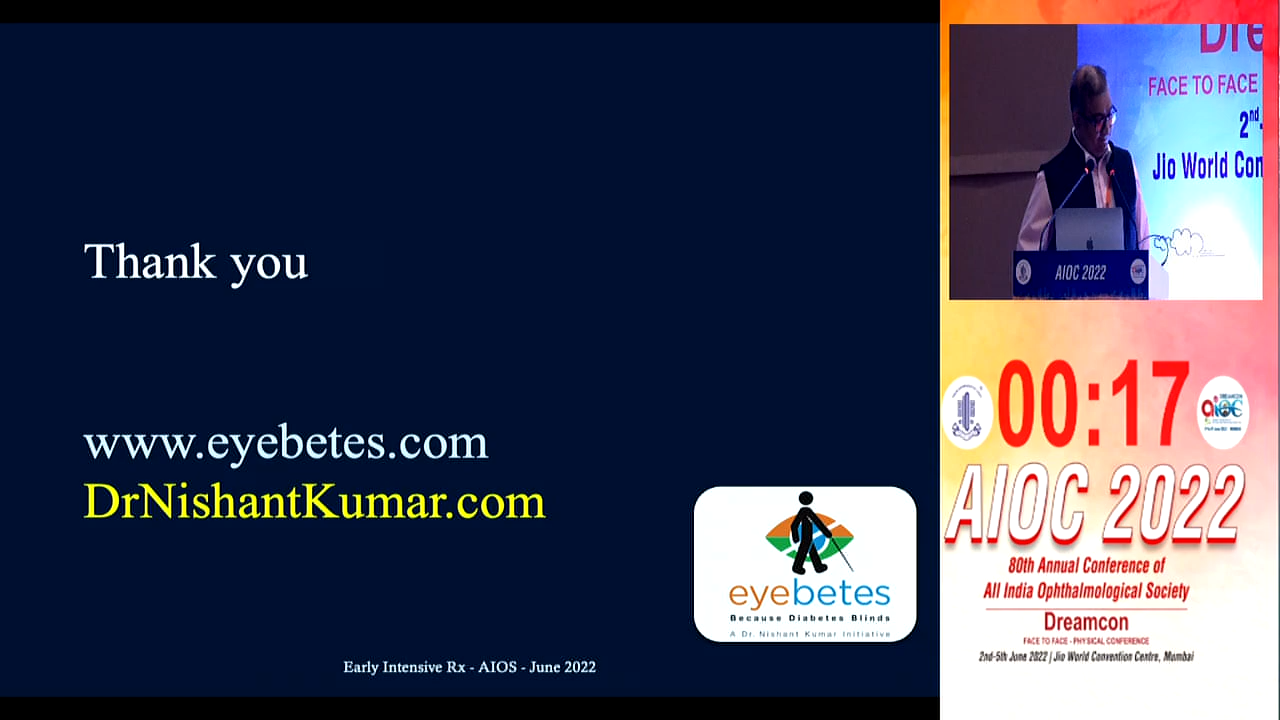 Thank you
www.eyebetes.com
DrNishantKumar.com
eyebetes
Because Diabetes Blinds
A Dr. Nishant Kumar Initiative
Early Intensive Rx - AIOS - June 2022
Dre
FACE TO FACE
2nd-
Jio World Con
AIOC 2022
00:17
aioc
AIOC 2022
80th Annual Conference of
All India Ophthalmological Society
Dreamcon
FACE TO FACE - PHYSICAL CONFERENCE
2nd-5th June 2022 | Jio World Convention Centre, Mumbai